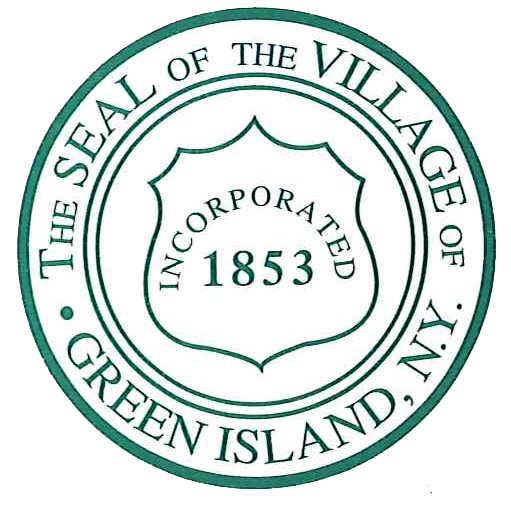 THE SEAL OF THE VILLAGE OF
GREEN ISLAND, N.Y.
INCORPORATED
1853